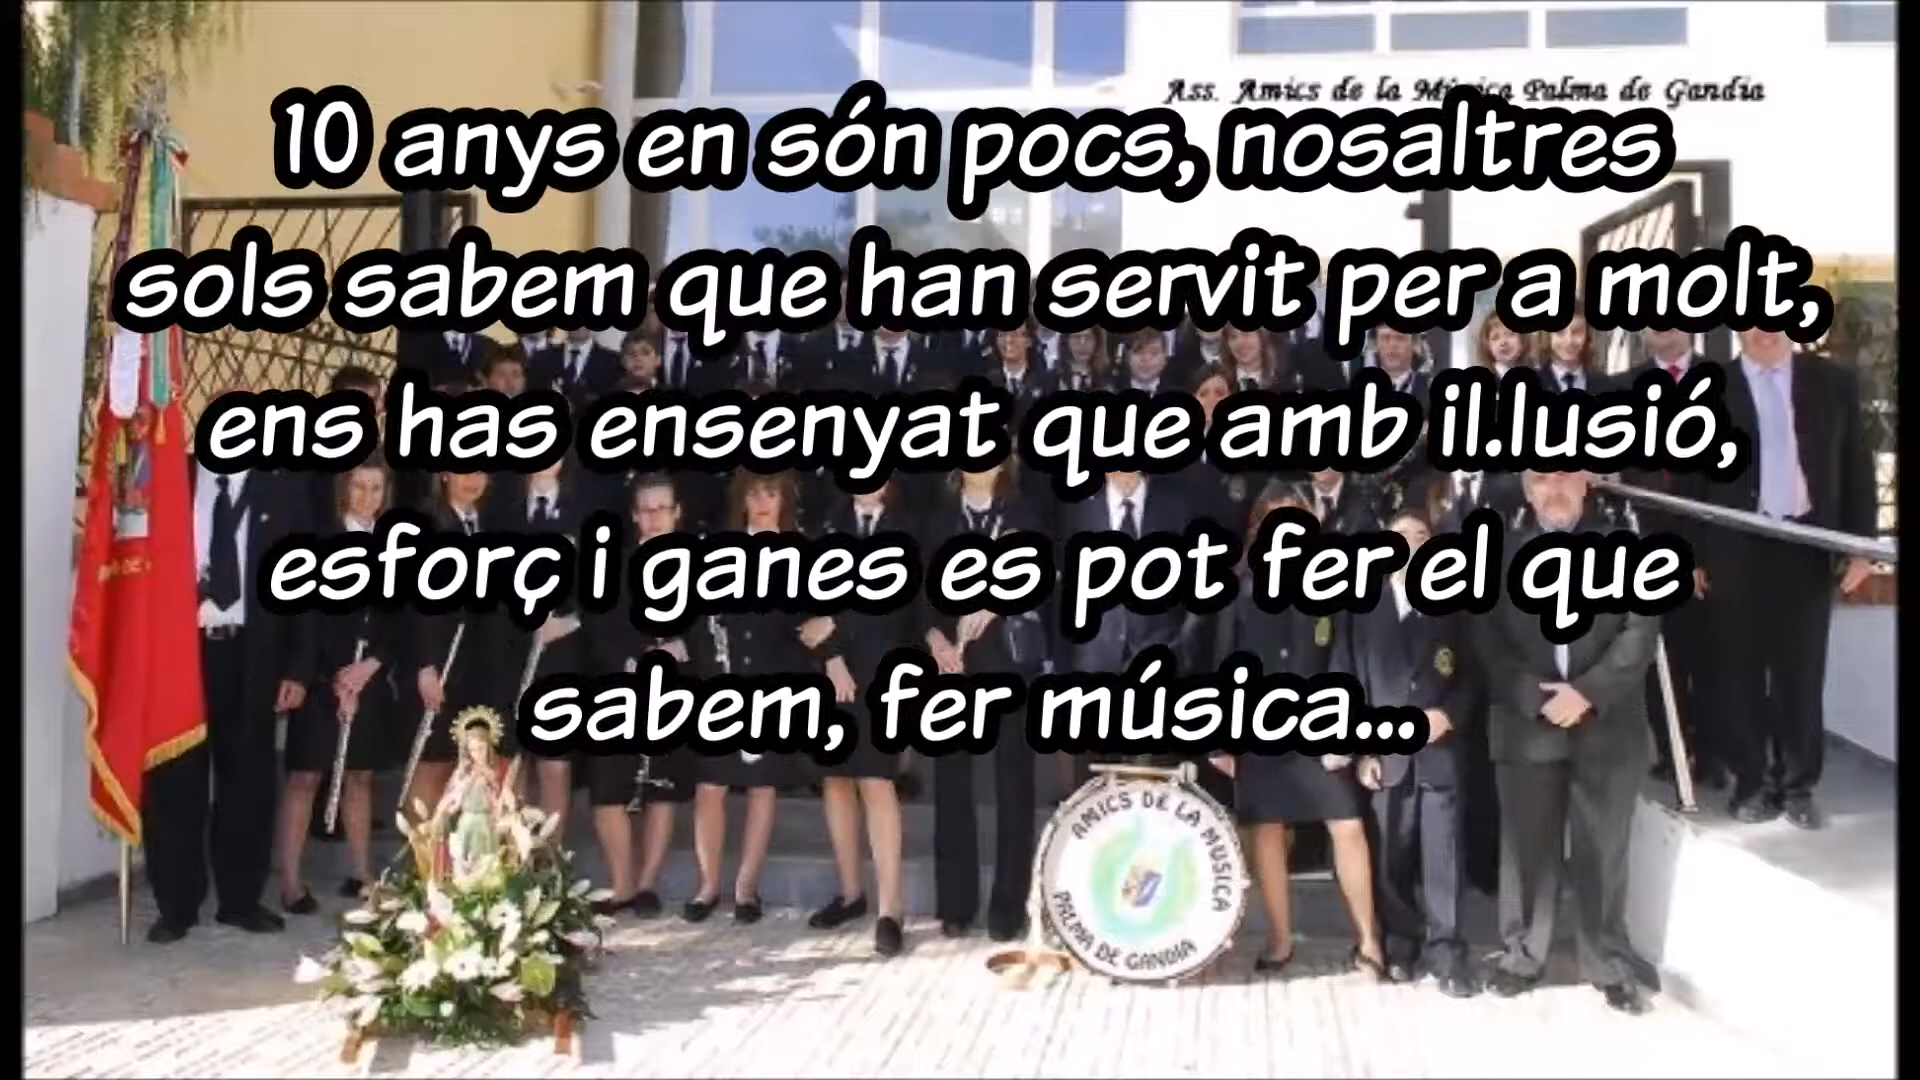 Ass. Amics de la Música Palma de Gandia
10 anys en són pocs, nosaltres
sols sabem que han servit per a molt,
ens has ensenyat que amb il.lusió,
esforç i ganes es pot fer el que
sabem, fer música...
AMICS DE LA MUSICA
PALMA DE GANDIA